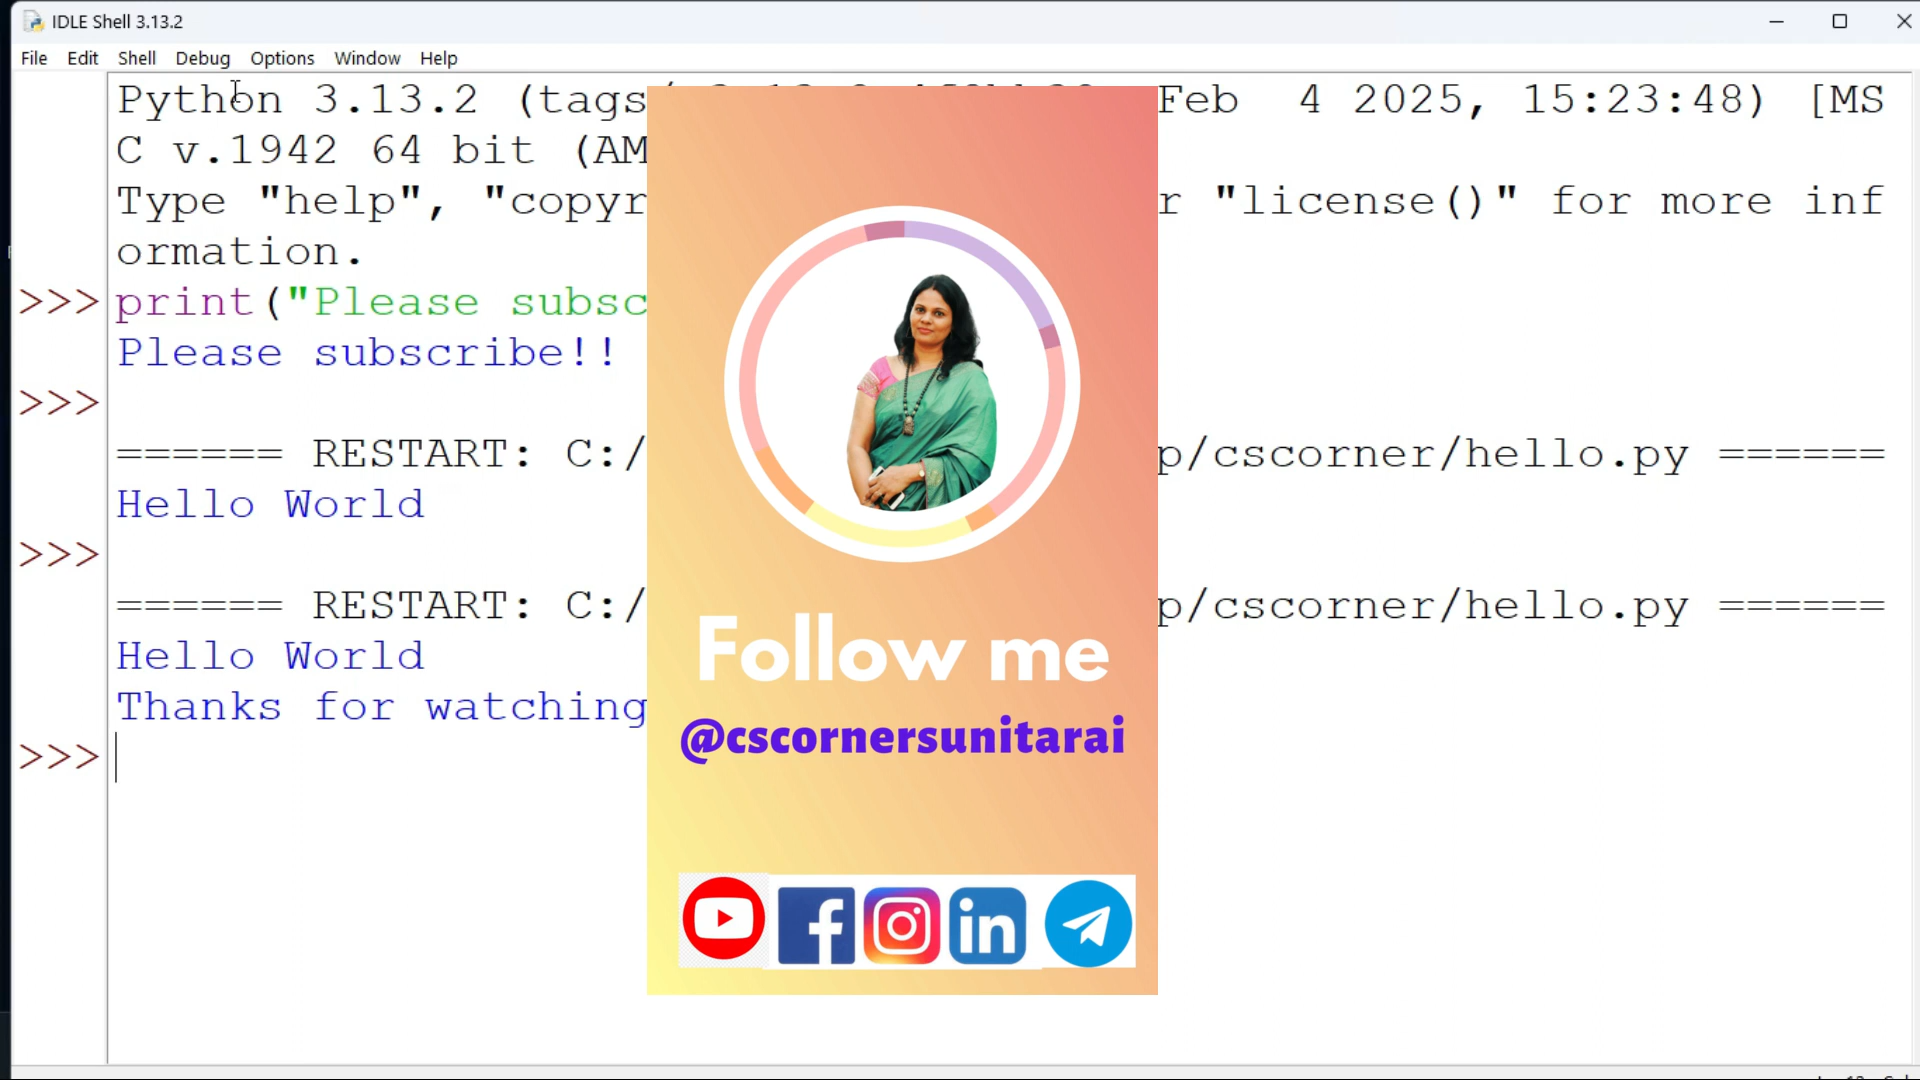 IDLE Shell 3.13.2
File Edit Shell Debug Options Window Help
Python 3.13.2 (tags/ Feb 4 2025, 15:23:48) [MS
C v.1942 64 bit (AM
Type "help", "copyr r "license()" for more inf
ormation.
>>> print("Please subsc
Please subscribe!!
>>>
====== RESTART: C:/ p/cscorner/hello.py ======
Hello World
>>>
====== RESTART: C:/ p/cscorner/hello.py ======
Hello World
Thanks for watching
>>>
Follow me
@cscornersunitarai
in